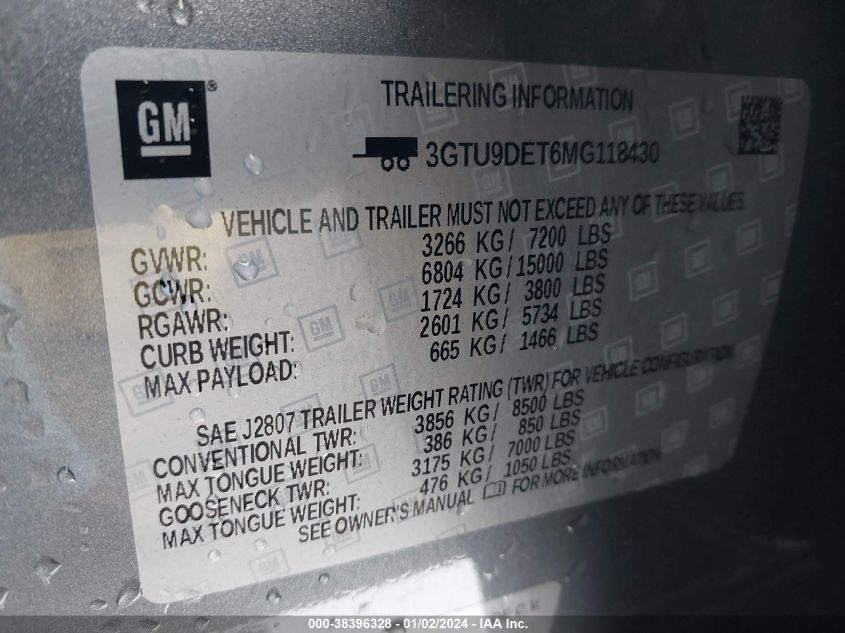 GM®
TRAILERING INFORMATION
3GTU9DET6MG118430
VEHICLE AND TRAILER MUST NOT EXCEED ANY OF THESE VALUES.
GVWR: 3266 KG/ 7200 LBS
GCWR: 6804 KG/15000 LBS
RGAWR: 1724 KG/ 3800 LBS
CURB WEIGHT: 2601 KG/ 5734 LBS
MAX PAYLOAD: 665 KG/ 1466 LBS
SAE J2807 TRAILER WEIGHT RATING (TWR) FOR VEHICLE CONFIGURATION
CONVENTIONAL TWR: 3856 KG/ 8500 LBS
MAX TONGUE WEIGHT: 386 KG/ 850 LBS
GOOSENECK TWR: 3175 KG/ 7000 LBS
MAX TONGUE WEIGHT: 476 KG/ 1050 LBS
SEE OWNER'S MANUAL FOR MORE INFORMATION
000-38396328 - 01/02/2024 - IAA Inc.